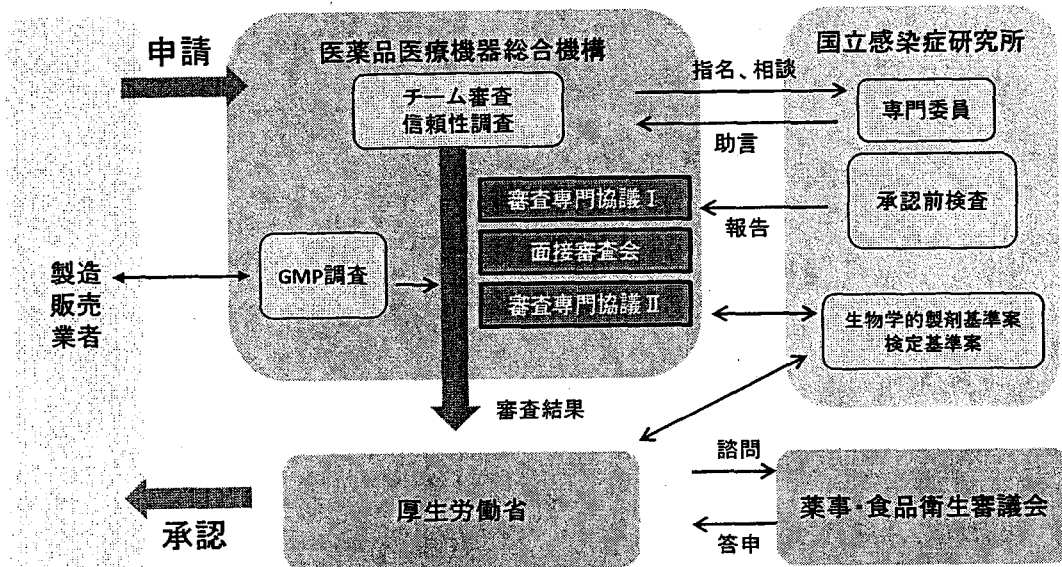 申請
医薬品医療機器総合機構
チーム審査
信頼性調査
審査専門協議Ⅰ
面接審査会
審査専門協議Ⅱ
GMP調査
製造
販売
業者
指名、相談
助言
報告
国立感染症研究所
専門委員
承認前検査
生物学的製剤基準案
検定基準案
審査結果
厚生労働省
諮問
答申
薬事・食品衛生審議会
承認